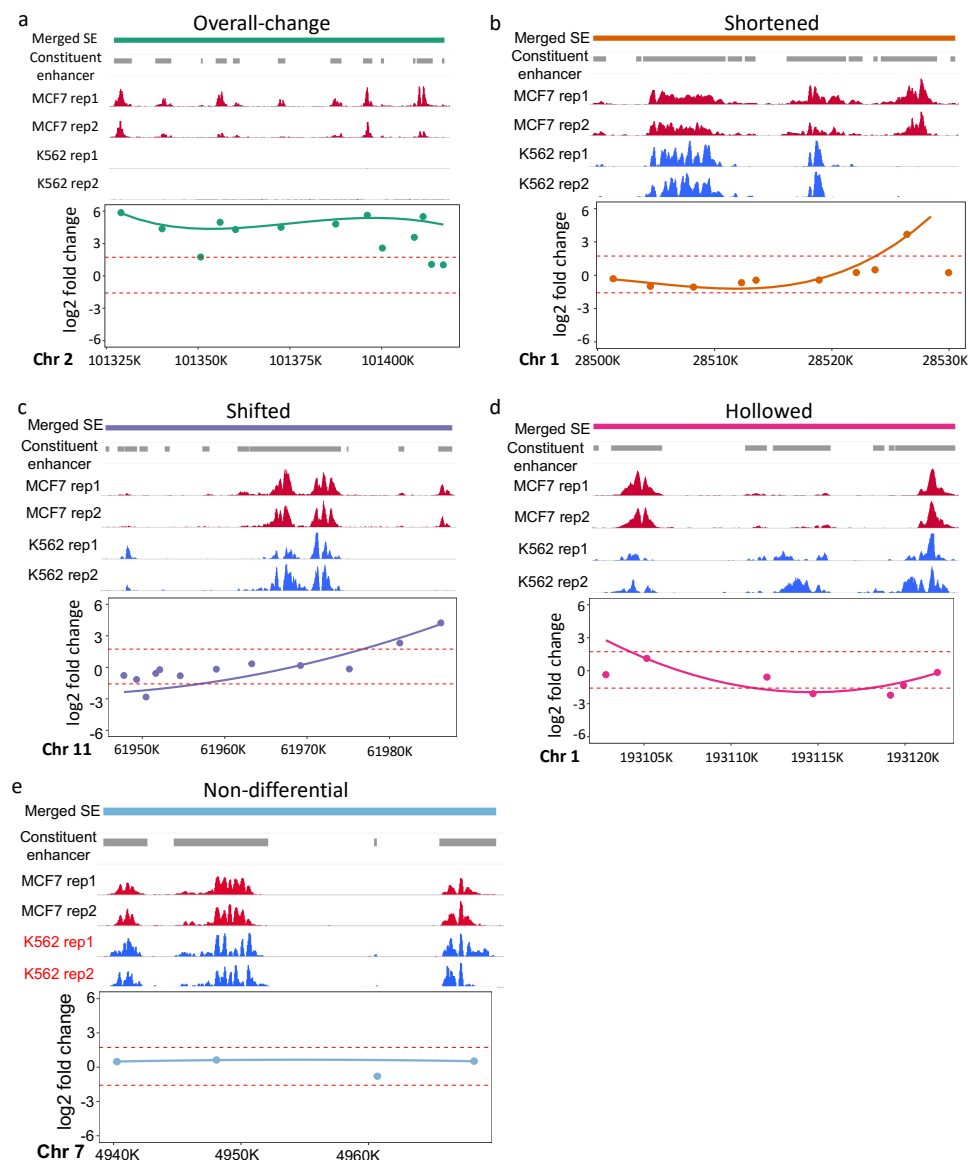 a
Overall-change
Merged SE
Constituent
enhancer
MCF7 rep1
MCF7 rep2
K562 rep1
K562 rep2
log2 fold change
6
3
0
-3
-6
101325K 101350K 101375K 101400K
Chr 2
b
Shortened
Merged SE
Constituent
enhancer
MCF7 rep1
MCF7 rep2
K562 rep1
K562 rep2
log2 fold change
6
3
0
-3
-6
28500K 28510K 28520K 28530K
Chr 1
c
Shifted
Merged SE
Constituent
enhancer
MCF7 rep1
MCF7 rep2
K562 rep1
K562 rep2
log2 fold change
6
3
0
-3
-6
61950K 61960K 61970K 61980K
Chr 11
d
Hollowed
Merged SE
Constituent
enhancer
MCF7 rep1
MCF7 rep2
K562 rep1
K562 rep2
log2 fold change
6
3
0
-3
-6
193105K 193110K 193115K 193120K
Chr 1
e
Non-differential
Merged SE
Constituent
enhancer
MCF7 rep1
MCF7 rep2
K562 rep1
K562 rep2
log2 fold change
6
3
0
-3
-6
4940K 4950K 4960K
Chr 7